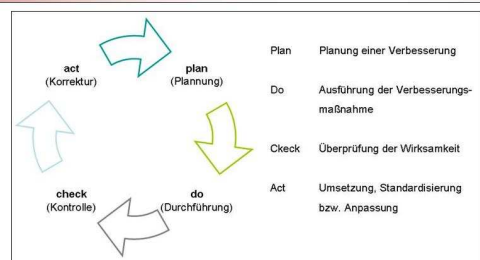 act
(Korrektur)
plan
(Plannung)
check
(Kontrolle)
do
(Durchführung)
Plan Planung einer Verbesserung
Do Ausführung der Verbesserungs-
maßnahme
Ckeck Überprüfung der Wirksamkeit
Act Umsetzung, Standardisierung
bzw. Anpassung